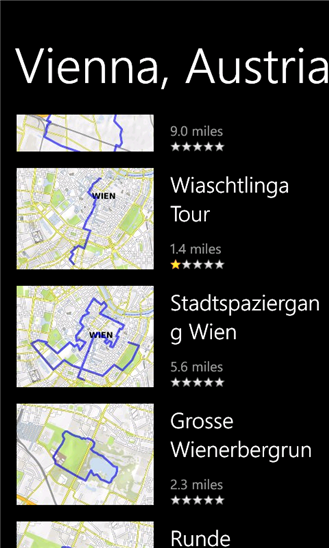 Vienna, Austria
9.0 miles
WIEN
Wiaschtlinga
Tour
1.4 miles
WIEN
Stadtspaziergan
g Wien
5.6 miles
Grosse
Wienerbergrun
2.3 miles
Runde